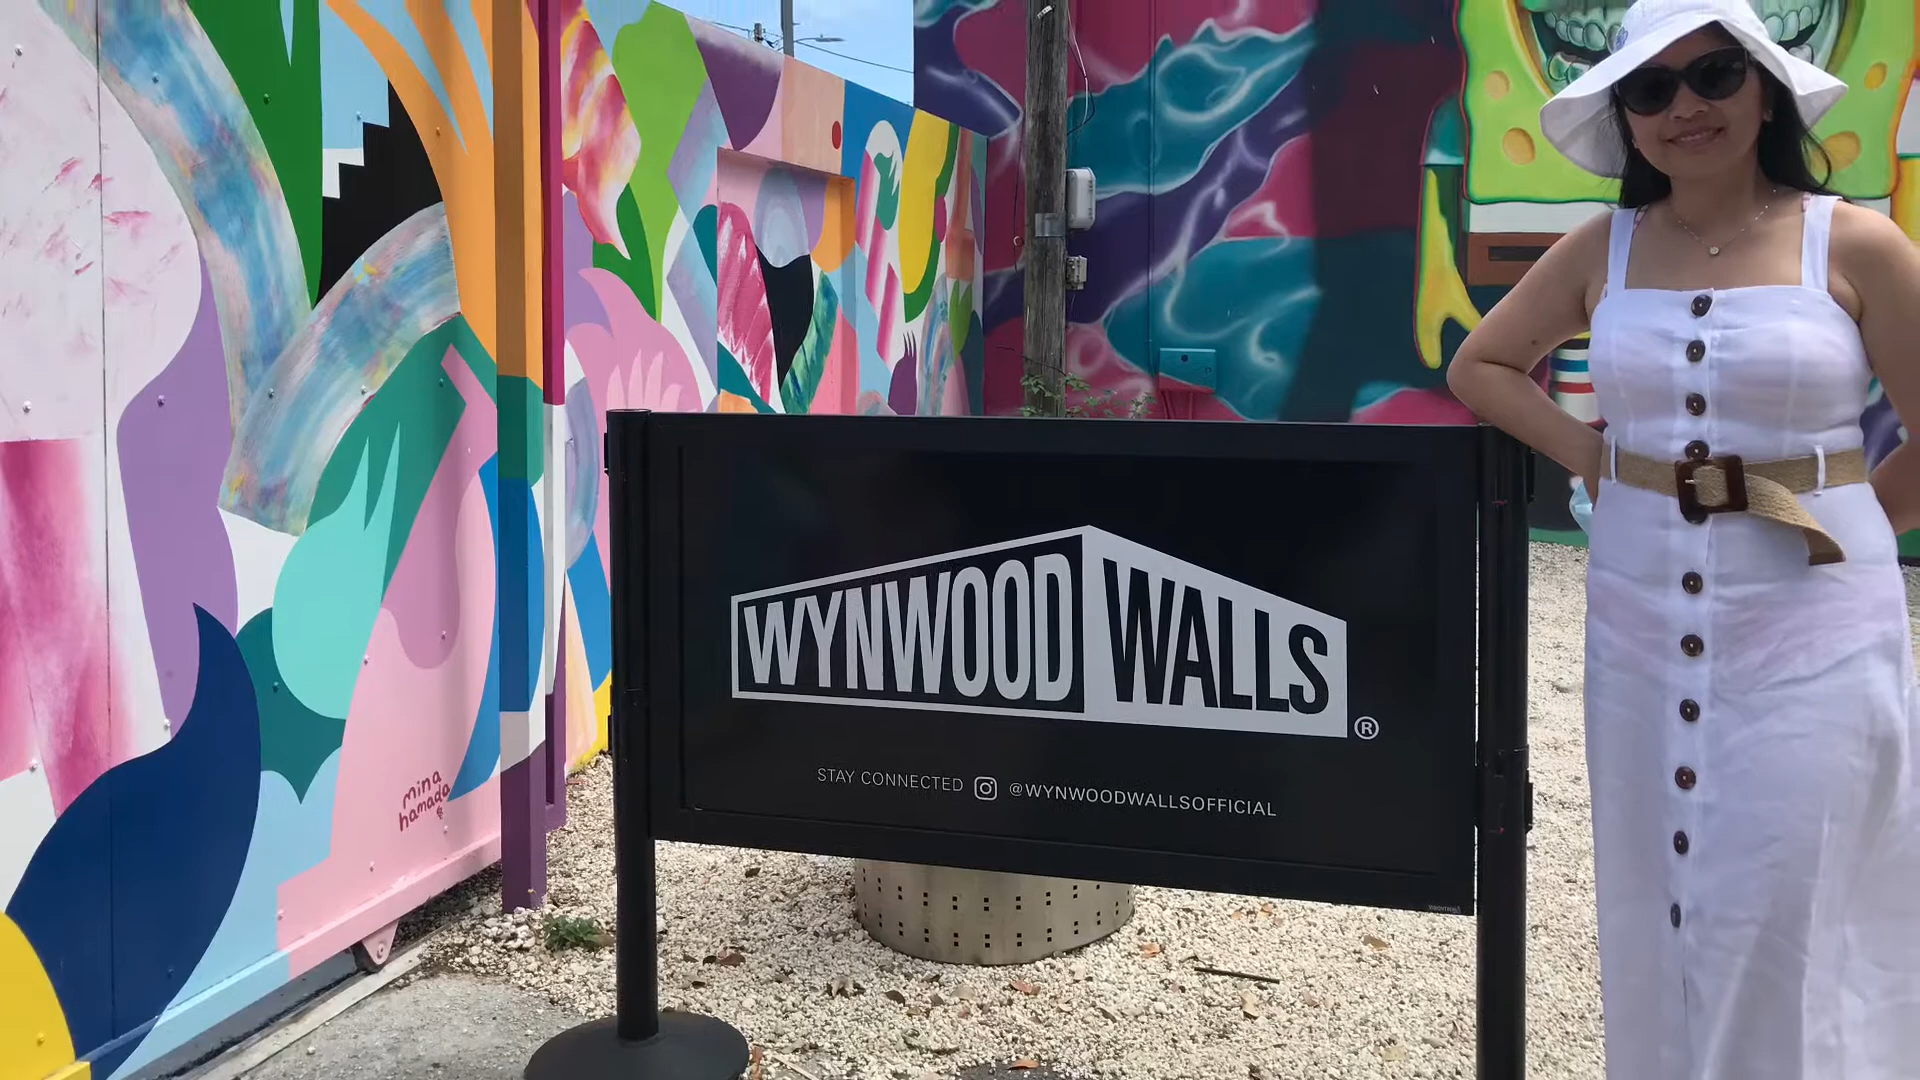 WYNWOOD WALLS ®
STAY CONNECTED @WYNWOODWALLSOFFICIAL
mina
hamada